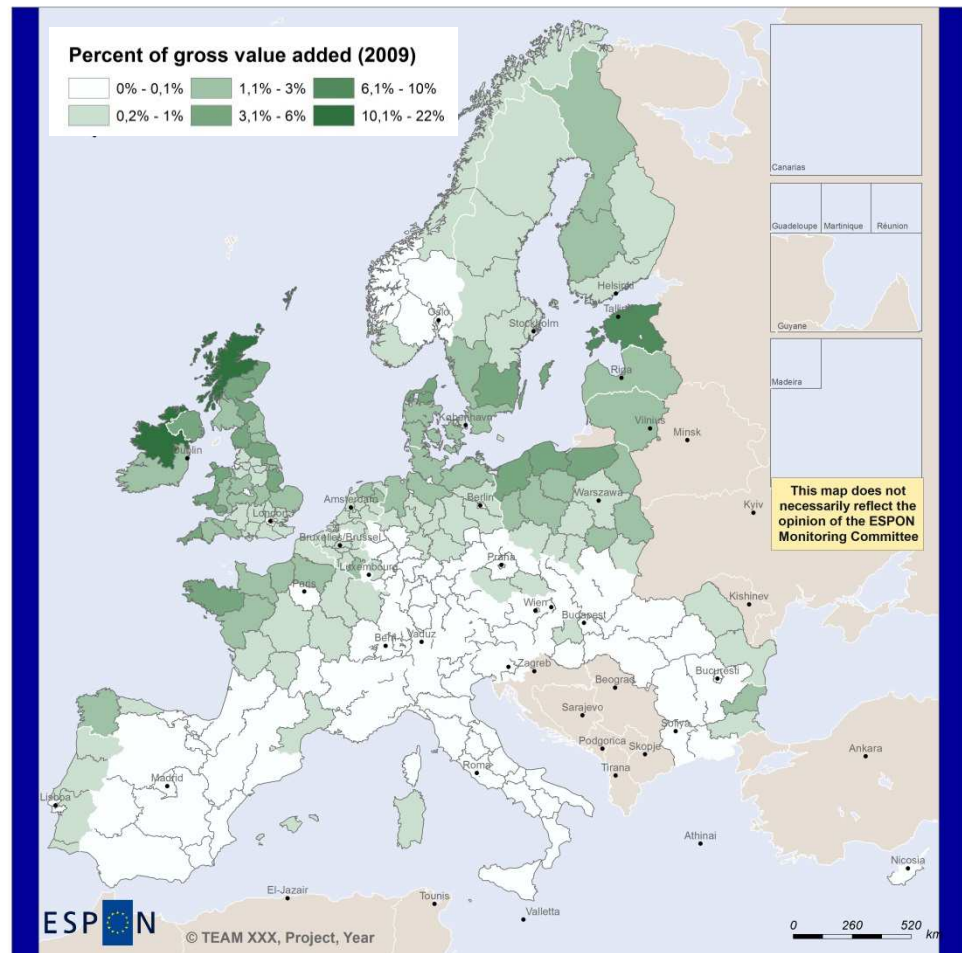 Percent of gross value added (2009)
0% - 0,1%
1,1% - 3%
6,1% - 10%
0,2% - 1%
3,1% - 6%
10,1% - 22%
Canarias
Guadeloupe
Martinique
Réunion
Guyane
Madeira
Helsinki
Oslo
Stockholm
Riga
København
Vilnius
Minsk
Dublin
Amsterdam
Berlin
Warszawa
London
This map does not
necessarily reflect the
opinion of the ESPON
Monitoring Committee
Kyiv
Bruxelles/Brussel
Luxembourg
Praha
Paris
Wien
Kishinev
Budapest
Bern
Vaduz
Zagreb
Bucuresti
Beograd
Sarajevo
Sofiya
Podgorica
Skopje
Ankara
Roma
Tirana
Madrid
Lisboa
Athinai
Nicosia
El-Jazair
Tounis
Valletta
ESPON
© TEAM XXX, Project, Year
0 260 520
km